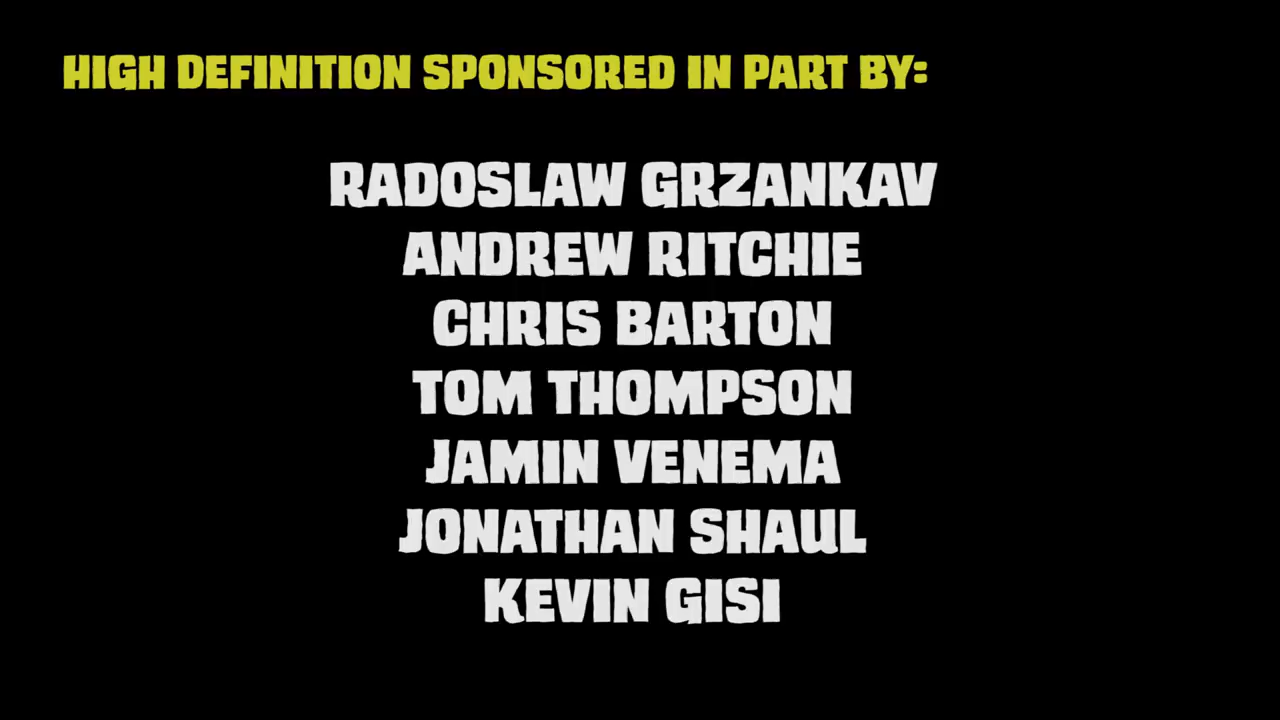 HIGH DEFINITION SPONSORED IN PART BY:
RADOSLAW GRZANKAV
ANDREW RITCHIE
CHRIS BARTON
TOM THOMPSON
JAMIN VENEMA
JONATHAN SHAUL
KEVIN GISI